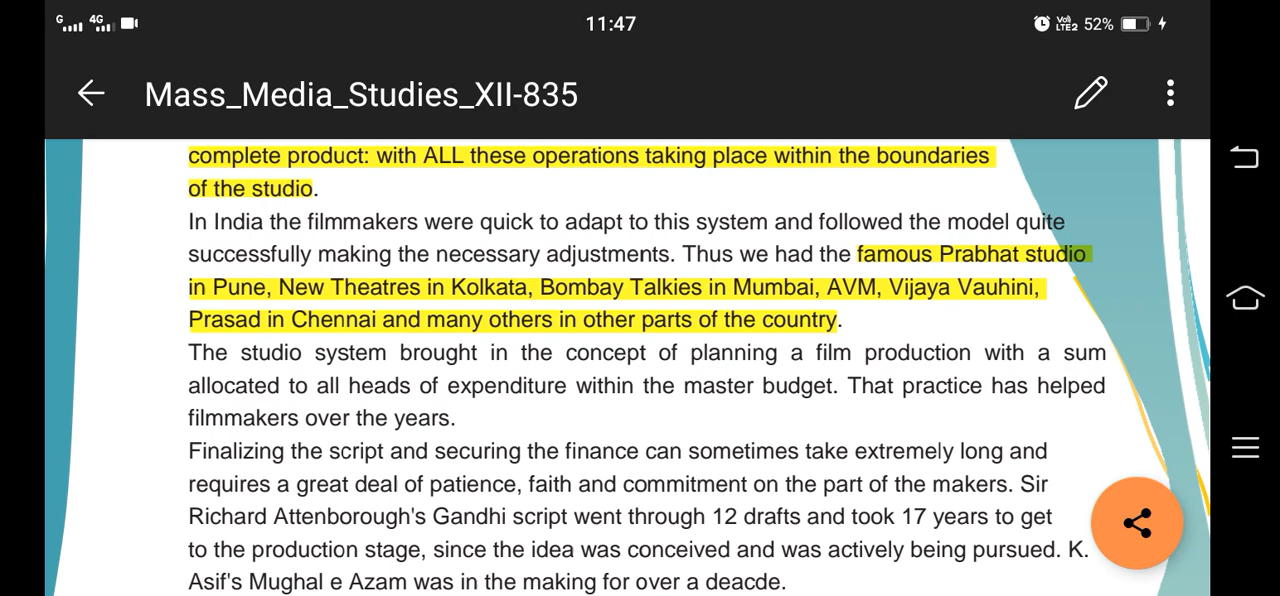 G 4G 11:47 Vo) LTE2 52%
Mass_Media_Studies_XII-835
complete product: with ALL these operations taking place within the boundaries
of the studio.
In India the filmmakers were quick to adapt to this system and followed the model quite
successfully making the necessary adjustments. Thus we had the famous Prabhat studio
in Pune, New Theatres in Kolkata, Bombay Talkies in Mumbai, AVM, Vijaya Vauhini,
Prasad in Chennai and many others in other parts of the country.
The studio system brought in the concept of planning a film production with a sum
allocated to all heads of expenditure within the master budget. That practice has helped
filmmakers over the years.
Finalizing the script and securing the finance can sometimes take extremely long and
requires a great deal of patience, faith and commitment on the part of the makers. Sir
Richard Attenborough's Gandhi script went through 12 drafts and took 17 years to get
to the production stage, since the idea was conceived and was actively being pursued. K.
Asif's Mughal e Azam was in the making for over a deacde.